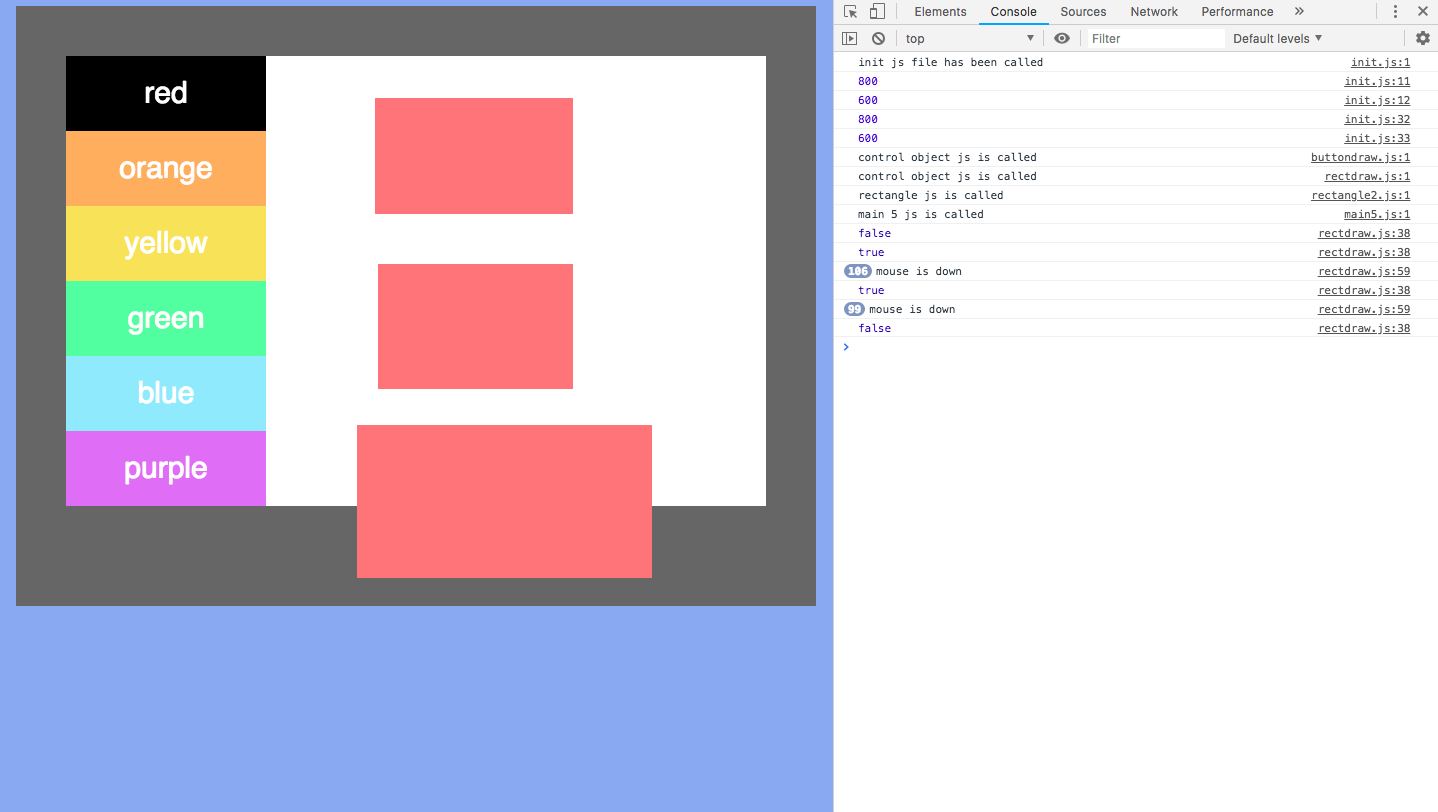 red
orange
yellow
green
blue
purple
Elements Console Sources Network Performance »
top Filter Default levels
init js file has been called init.js:1
800 init.js:11
600 init.js:12
800 init.js:32
600 init.js:33
control object js is called buttondraw.js:1
control object js is called rectdraw.js:1
rectangle js is called rectangle2.js:1
main 5 js is called main5.js:1
false rectdraw.js:38
true rectdraw.js:38
106 mouse is down rectdraw.js:59
true rectdraw.js:38
99 mouse is down rectdraw.js:59
false rectdraw.js:38